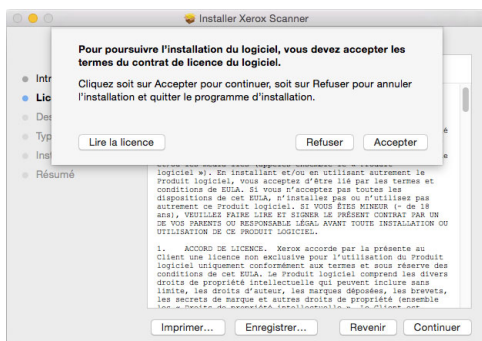 Installer Xerox Scanner
Pour poursuivre l'installation du logiciel, vous devez accepter les
termes du contrat de licence du logiciel.
Cliquez soit sur Accepter pour continuer, soit sur Refuser pour annuler
l'installation et quitter le programme d'installation.
Lire la licence
Refuser
Accepter
Intr
Lic
Des
Typ
Inst
Résumé
logiciel »). En installant et/ou en utilisant autrement le
Produit logiciel, vous acceptez d'être lié par les termes et
conditions de EULA. Si vous n'acceptez pas toutes les
dispositions de cet EULA, n'installez pas ou n'utilisez pas
autrement ce Produit logiciel. SI VOUS ÊTES MINEUR (- de 18
ans), VEUILLEZ FAIRE LIRE ET SIGNER LE PRÉSENT CONTRAT PAR UN
DE VOS PARENTS OU RESPONSABLE LÉGAL AVANT TOUTE INSTALLATION OU
UTILISATION DE CE PRODUIT LOGICIEL.
1. ACCORD DE LICENCE. Xerox accorde par la présente au
Client une licence non exclusive pour l'utilisation du Produit
logiciel uniquement conformément aux termes et sous réserve des
conditions de cet EULA. Le Produit logiciel comprend les divers
droits de propriété intellectuelle qui peuvent inclure sans
limite, les droits d'auteur, les marques déposées, les brevets,
les secrets de marque et autres droits de propriété (ensemble
Imprimer...
Enregistrer...
Revenir
Continuer